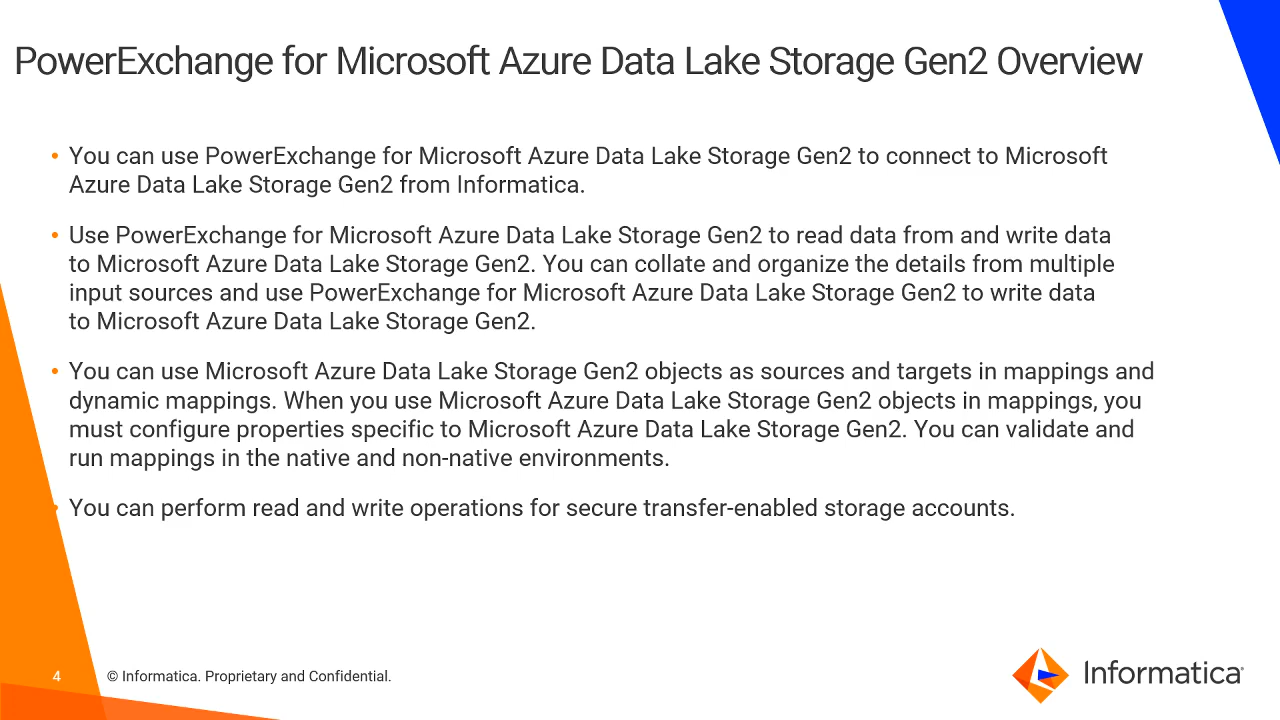 PowerExchange for Microsoft Azure Data Lake Storage Gen2 Overview
• You can use PowerExchange for Microsoft Azure Data Lake Storage Gen2 to connect to Microsoft
Azure Data Lake Storage Gen2 from Informatica.
• Use PowerExchange for Microsoft Azure Data Lake Storage Gen2 to read data from and write data
to Microsoft Azure Data Lake Storage Gen2. You can collate and organize the details from multiple
input sources and use PowerExchange for Microsoft Azure Data Lake Storage Gen2 to write data
to Microsoft Azure Data Lake Storage Gen2.
• You can use Microsoft Azure Data Lake Storage Gen2 objects as sources and targets in mappings and
dynamic mappings. When you use Microsoft Azure Data Lake Storage Gen2 objects in mappings, you
must configure properties specific to Microsoft Azure Data Lake Storage Gen2. You can validate and
run mappings in the native and non-native environments.
• You can perform read and write operations for secure transfer-enabled storage accounts.
4 © Informatica. Proprietary and Confidential.
Informatica®